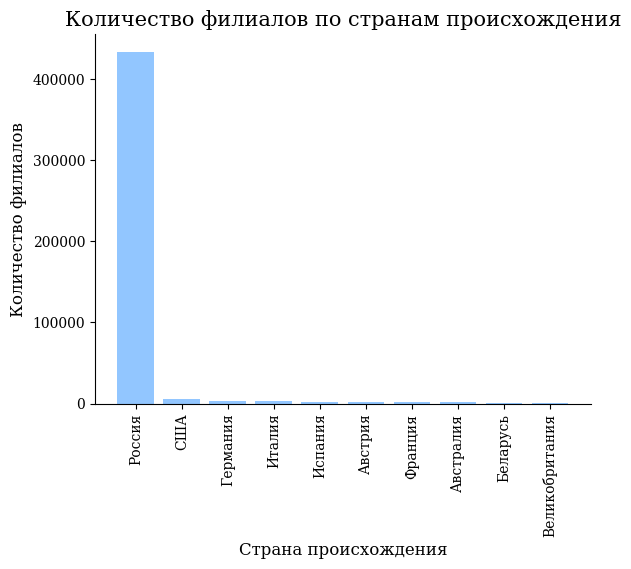 Количество филиалов по странам происхождения
Количество филиалов
400000
300000
200000
100000
0
Россия
США
Германия
Италия
Испания
Австрия
Франция
Австралия
Беларусь
Великобритания
Страна происхождения